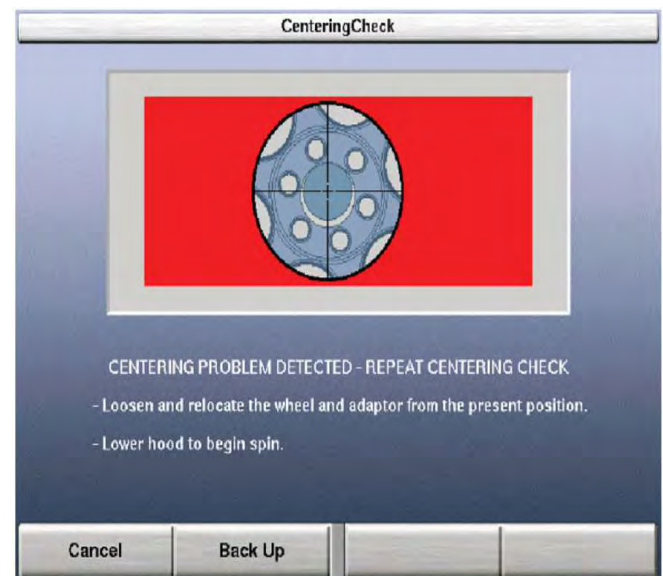 CenteringCheck
CENTERING PROBLEM DETECTED - REPEAT CENTERING CHECK
- Loosen and relocate the wheel and adaptor from the present position.
- Lower hood to begin spin.
Cancel
Back Up